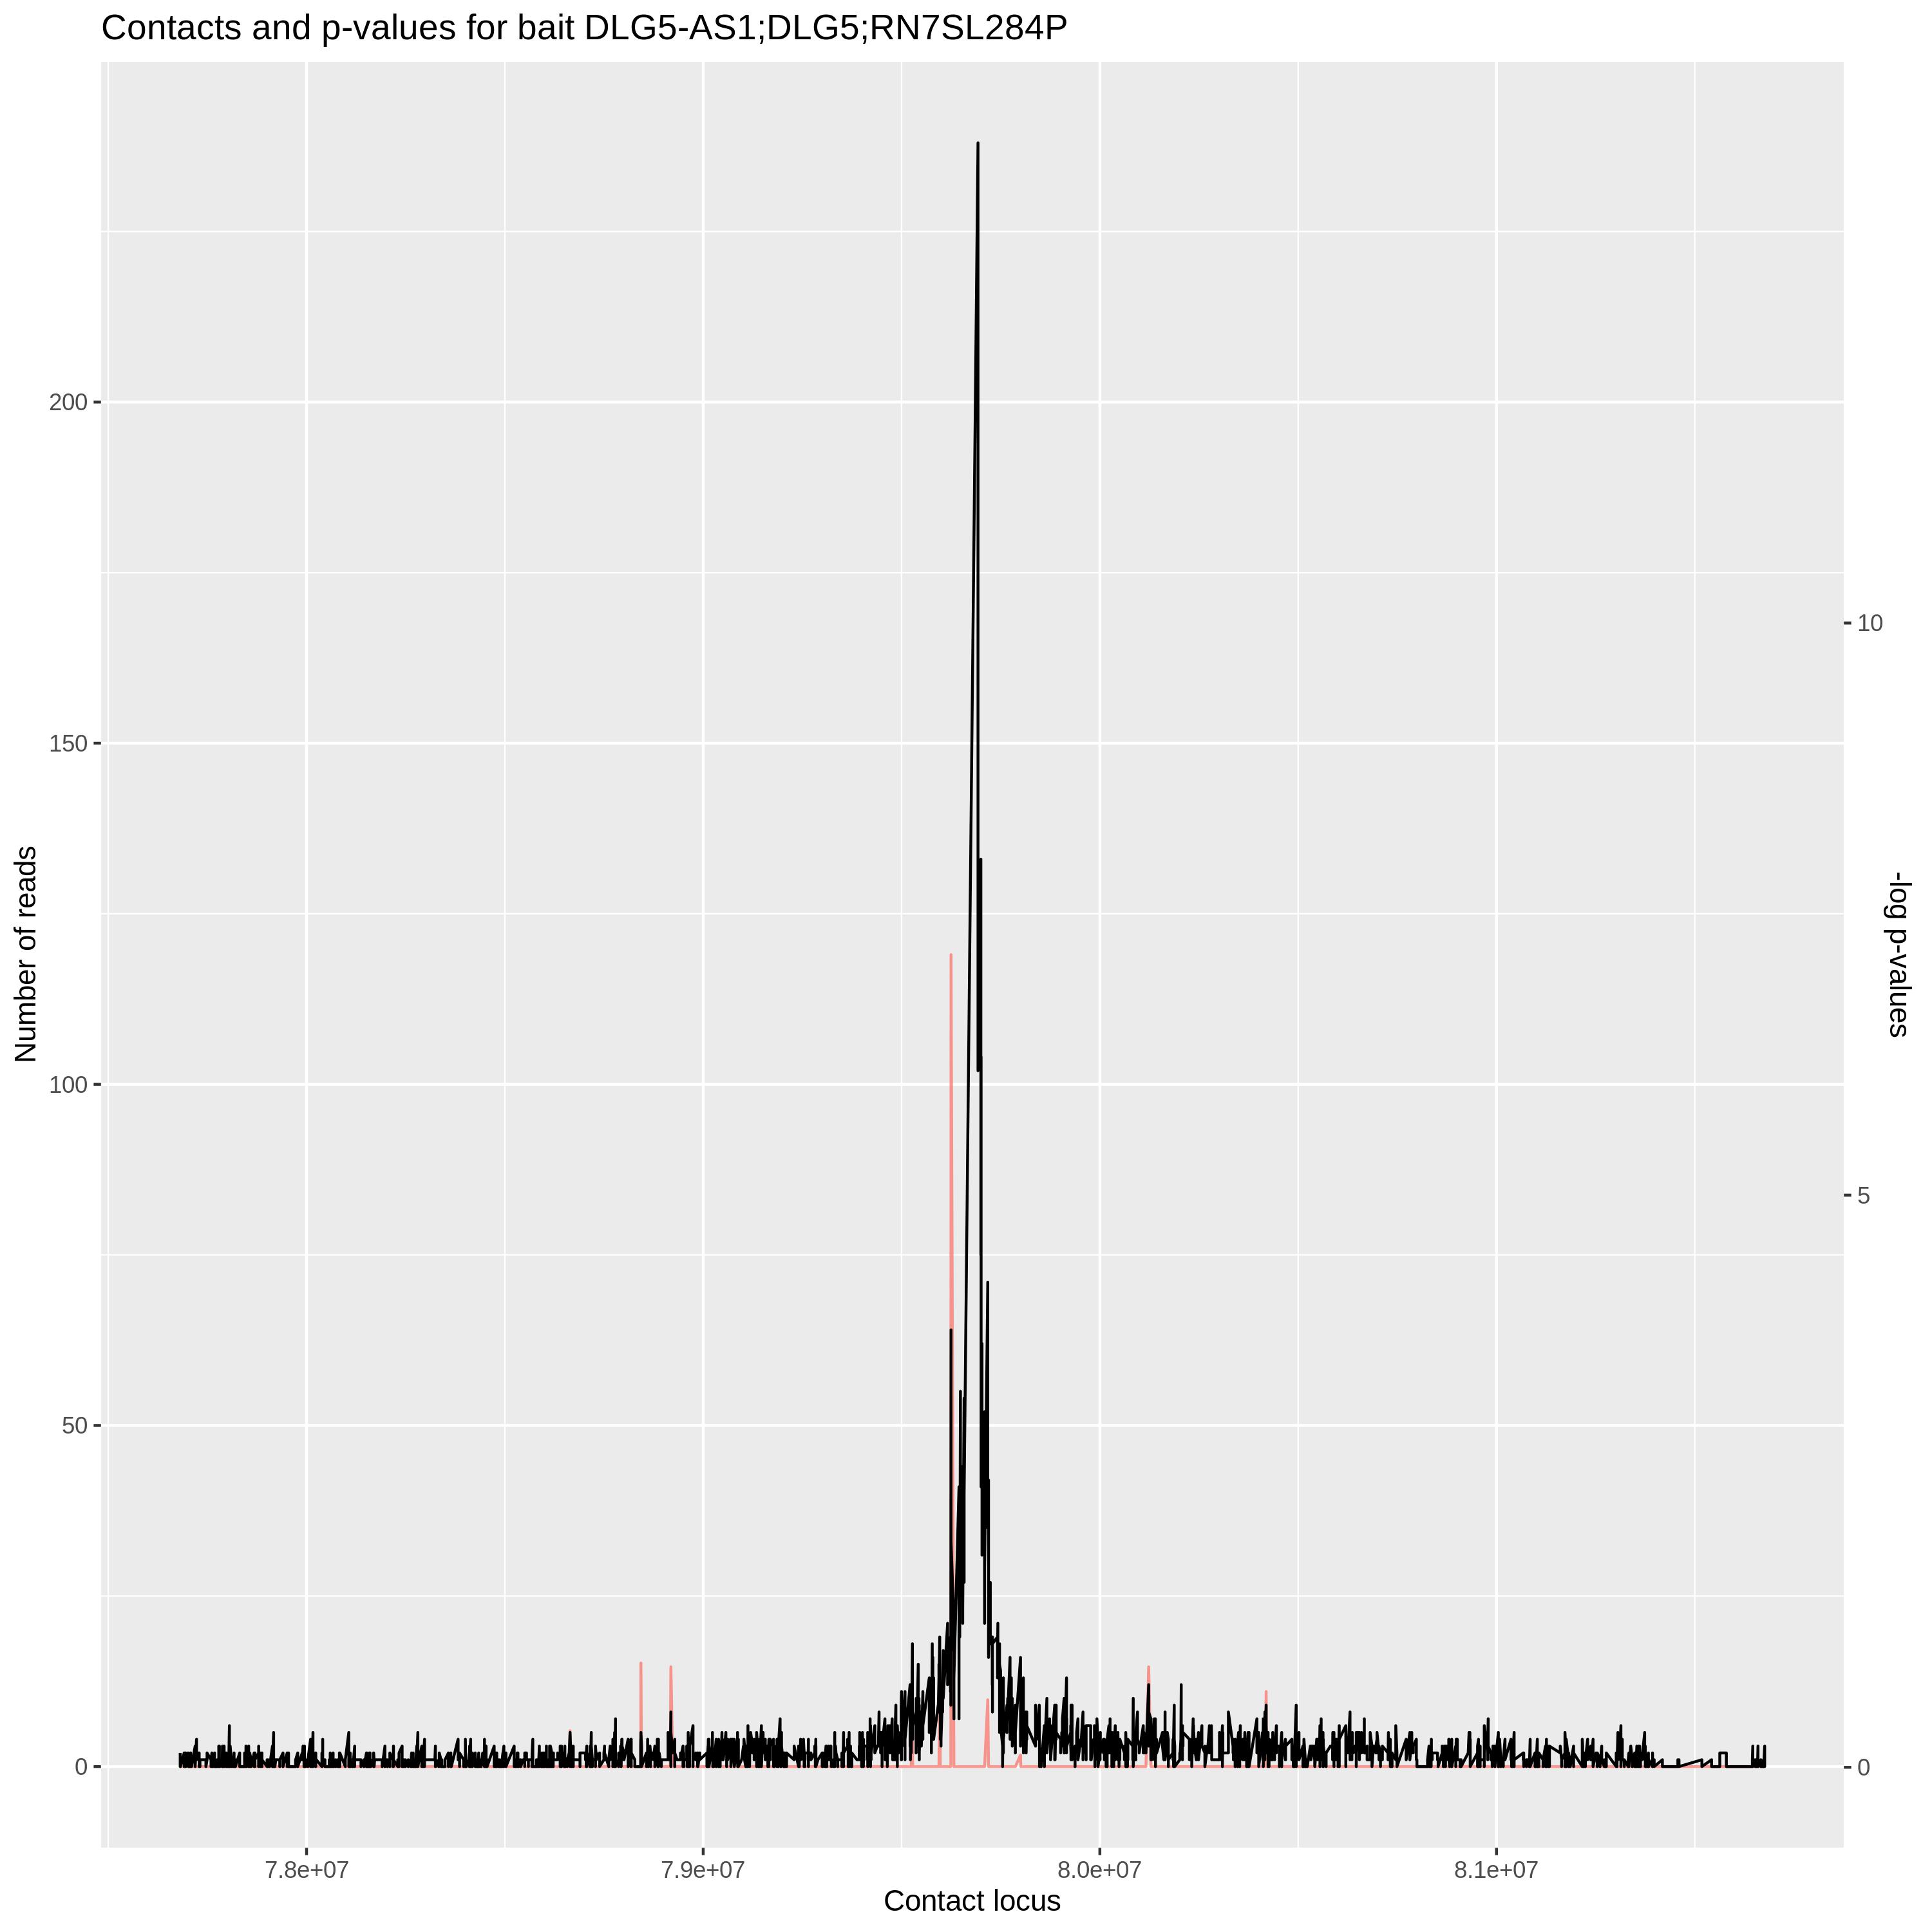 Contacts and p-values for bait DLG5-AS1;DLG5;RN7SL284P
Number of reads
200
150
100
50
0
10
5
0
-log p-values
7.8e+07
7.9e+07
8.0e+07
8.1e+07
Contact locus